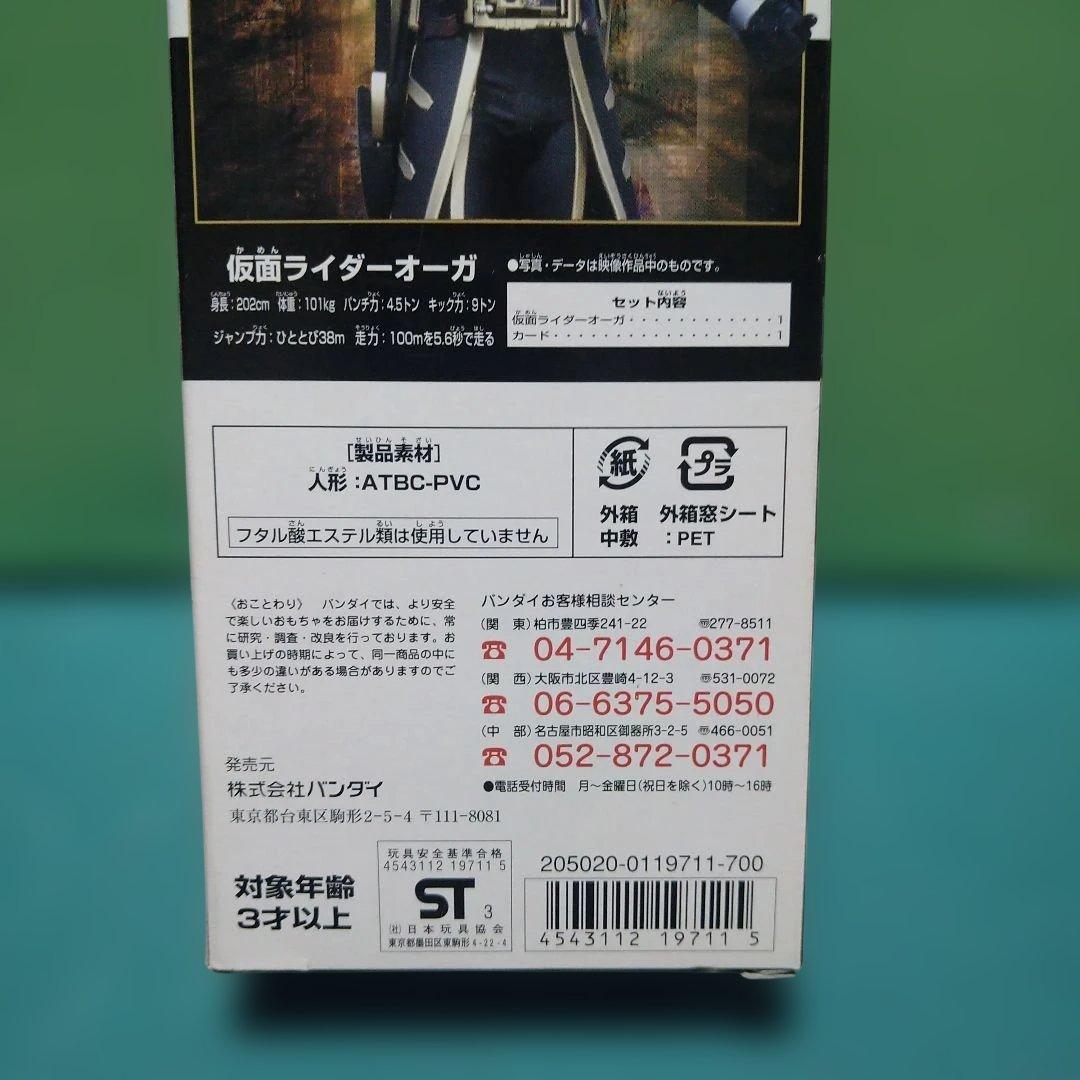 仮面ライダーオーガ
身長:202cm 体重:101kg パンチ力:4.5トン キック力:9トン
ジャンプ力:ひととび38m 走力:100mを5.6秒で走る
●写真・データは映像作品中のものです。
セット内容
仮面ライダーオーガ・・・・・・・・・・・・1
カード・・・・・・・・・・・・・・・・・・1
[製品素材]
人形:ATBC-PVC
フタル酸エステル類は使用していません
紙 プラ
外箱 外箱窓シート
中敷 :PET
〈おことわり〉 バンダイでは、より安全
で楽しいおもちゃをお届けするために、常
に研究・調査・改良を行っております。お
買い上げの時期によって、同一商品の中に
も多少の違いがある場合がありますのでご
了承ください。
発売元
株式会社バンダイ
東京都台東区駒形2-5-4 〒111-8081
バンダイお客様相談センター
(関 東)柏市豊四季241-22 〠277-8511
☎ 04-7146-0371
(関 西)大阪市北区豊崎4-12-3 〠531-0072
☎ 06-6375-5050
(中 部)名古屋市昭和区御器所3-2-5 〠466-0051
☎ 052-872-0371
●電話受付時間 月〜金曜日(祝日を除く)10時〜16時
対象年齢
3才以上
玩具安全基準合格
4543112 19711 5
ST 3
(社)日本玩具協会
東京都墨田区東駒形4-22-4
205020-0119711-700
4543112 197115